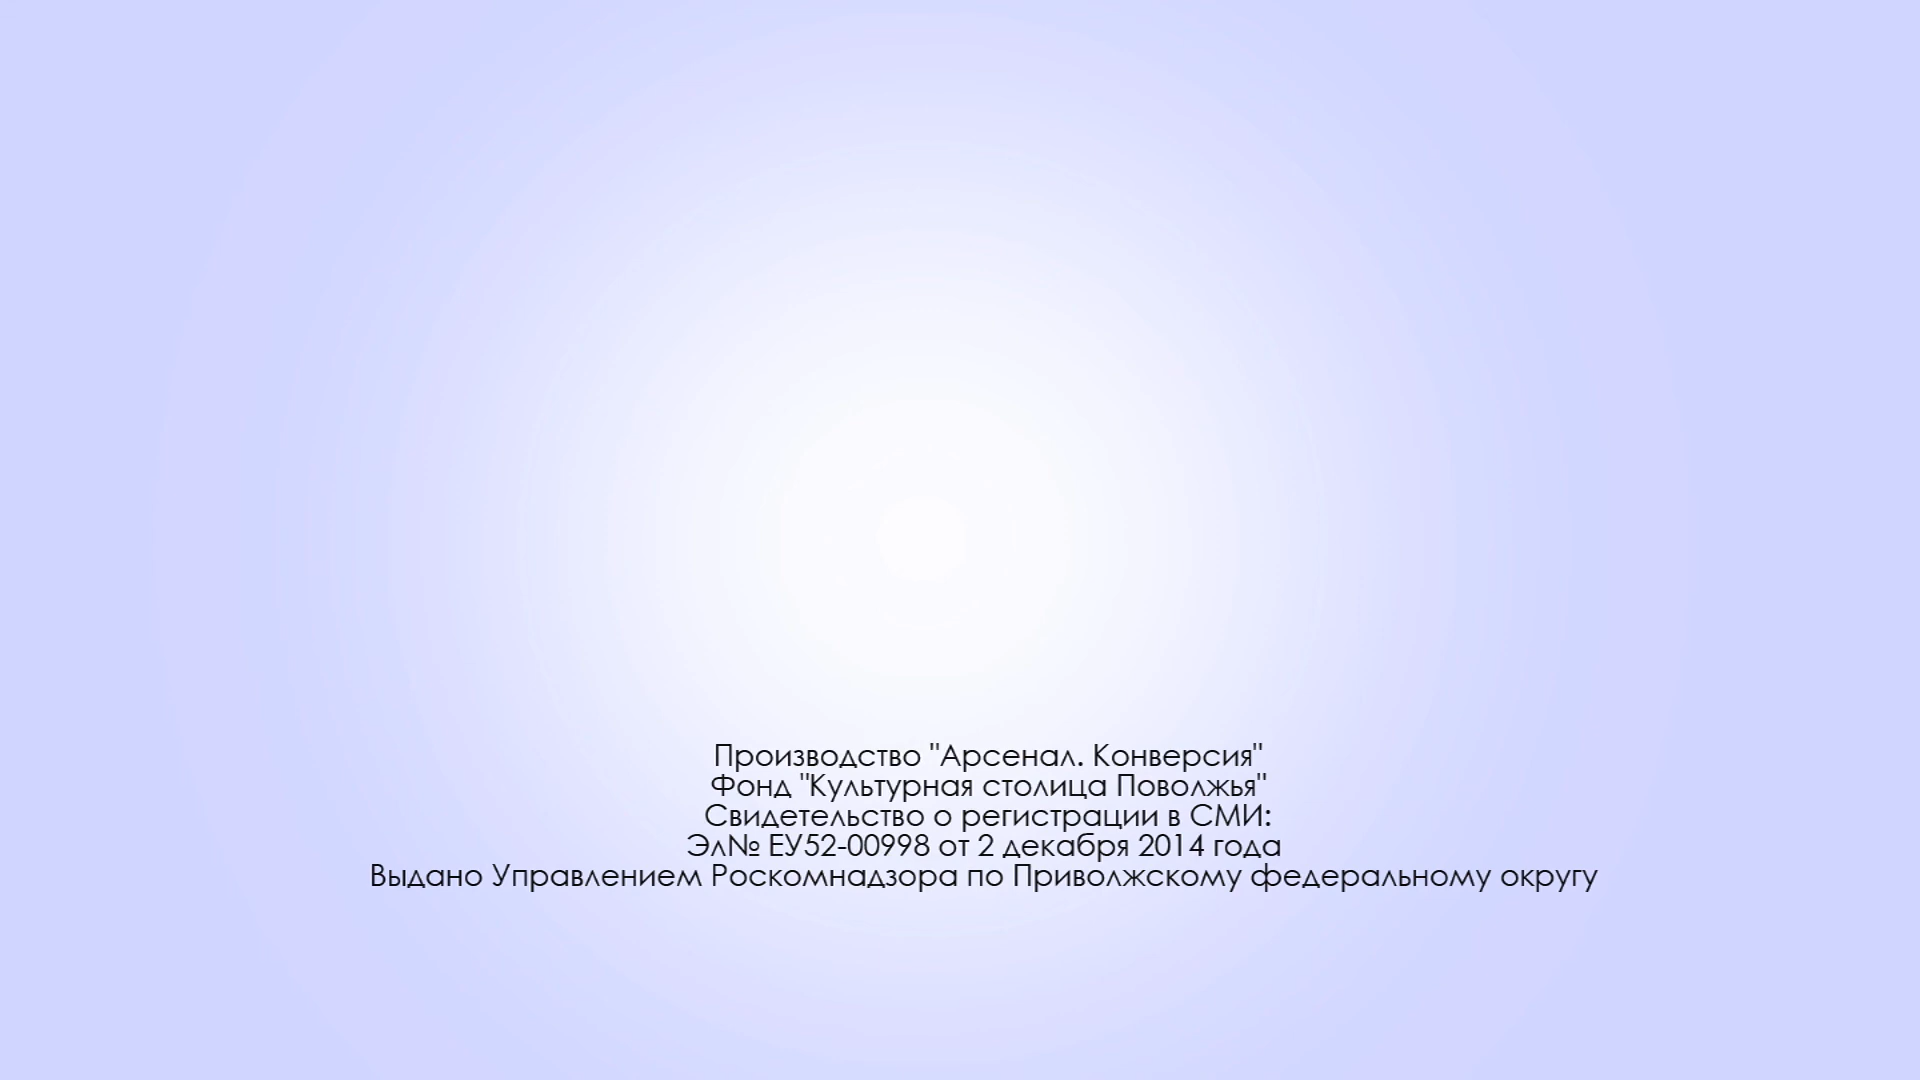 Производство "Арсенал. Конверсия"
Фонд "Культурная столица Поволжья"
Свидетельство о регистрации в СМИ:
Эл№ ЕУ52-00998 от 2 декабря 2014 года
Выдано Управлением Роскомнадзора по Приволжскому федеральному округу